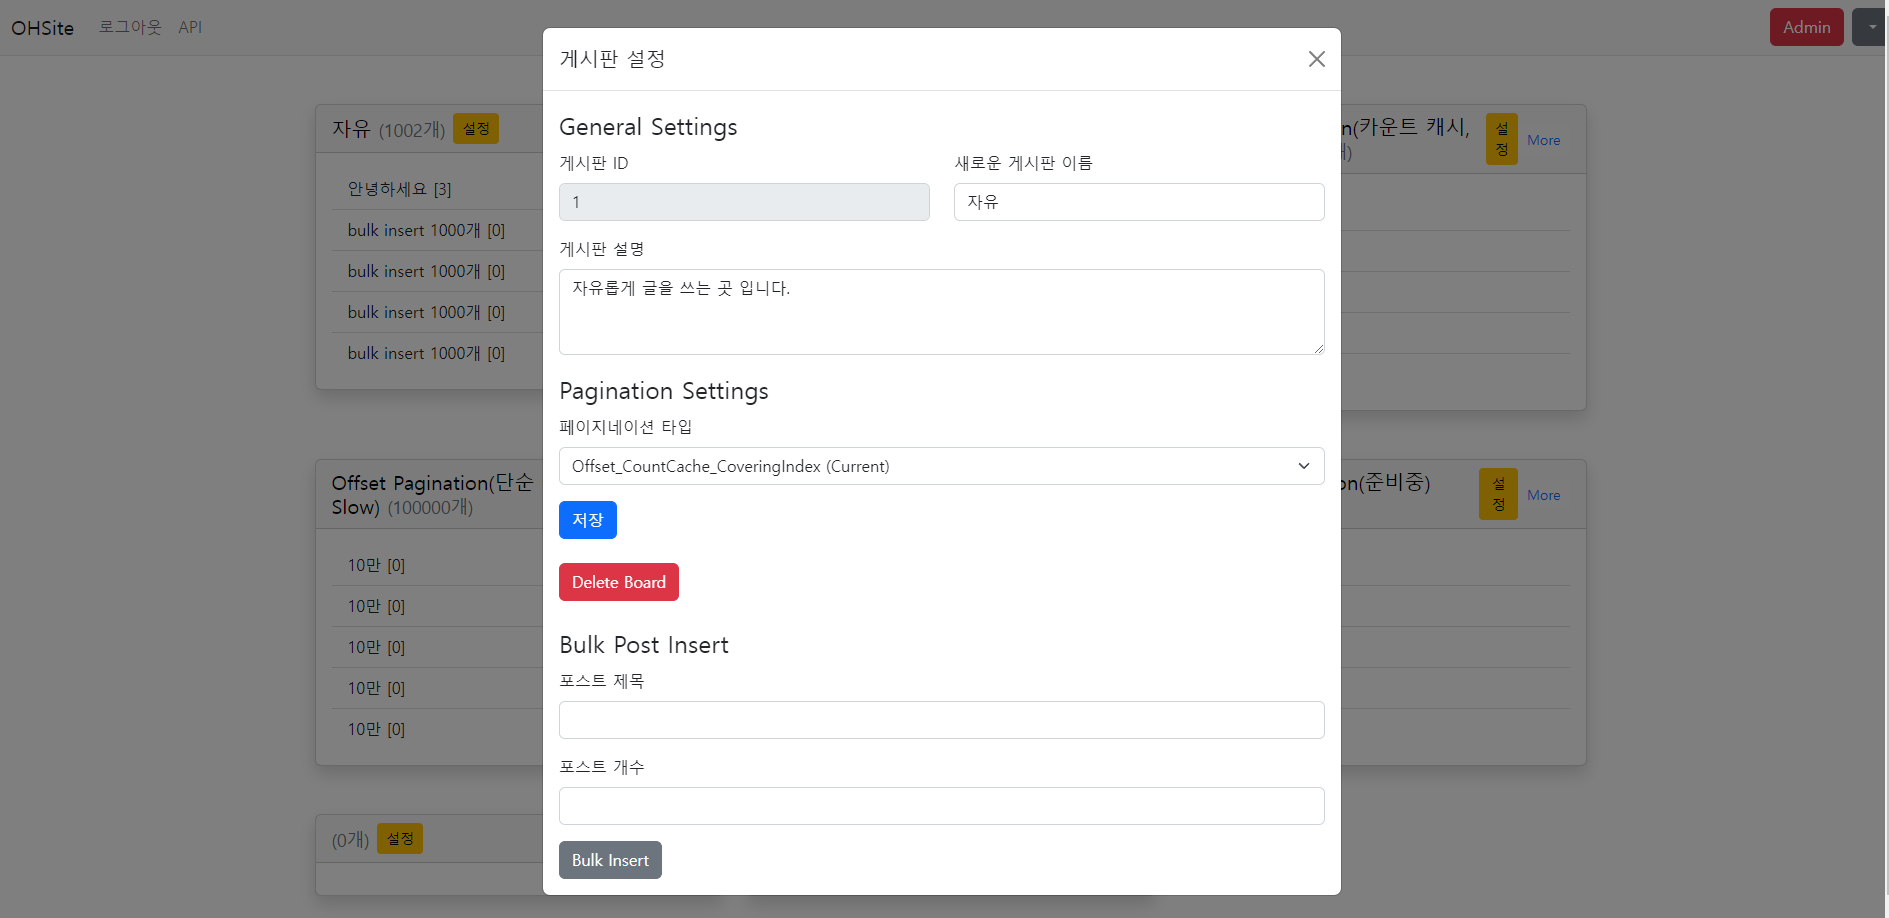 OHSite 로그아웃 API Admin
게시판 설정
General Settings
게시판 ID 새로운 게시판 이름
1 자유
게시판 설명
자유롭게 글을 쓰는 곳 입니다.
Pagination Settings
페이지네이션 타입
Offset_CountCache_CoveringIndex (Current)
저장
Delete Board
Bulk Post Insert
포스트 제목
포스트 개수
Bulk Insert
자유 (1002개) 설정
안녕하세요 [3]
bulk insert 1000개 [0]
bulk insert 1000개 [0]
bulk insert 1000개 [0]
bulk insert 1000개 [0]
n(카운트 캐시,
설정
More
Offset Pagination(단순
Slow) (100000개)
10만 [0]
10만 [0]
10만 [0]
10만 [0]
10만 [0]
on(준비중)
설정
More
(0개) 설정